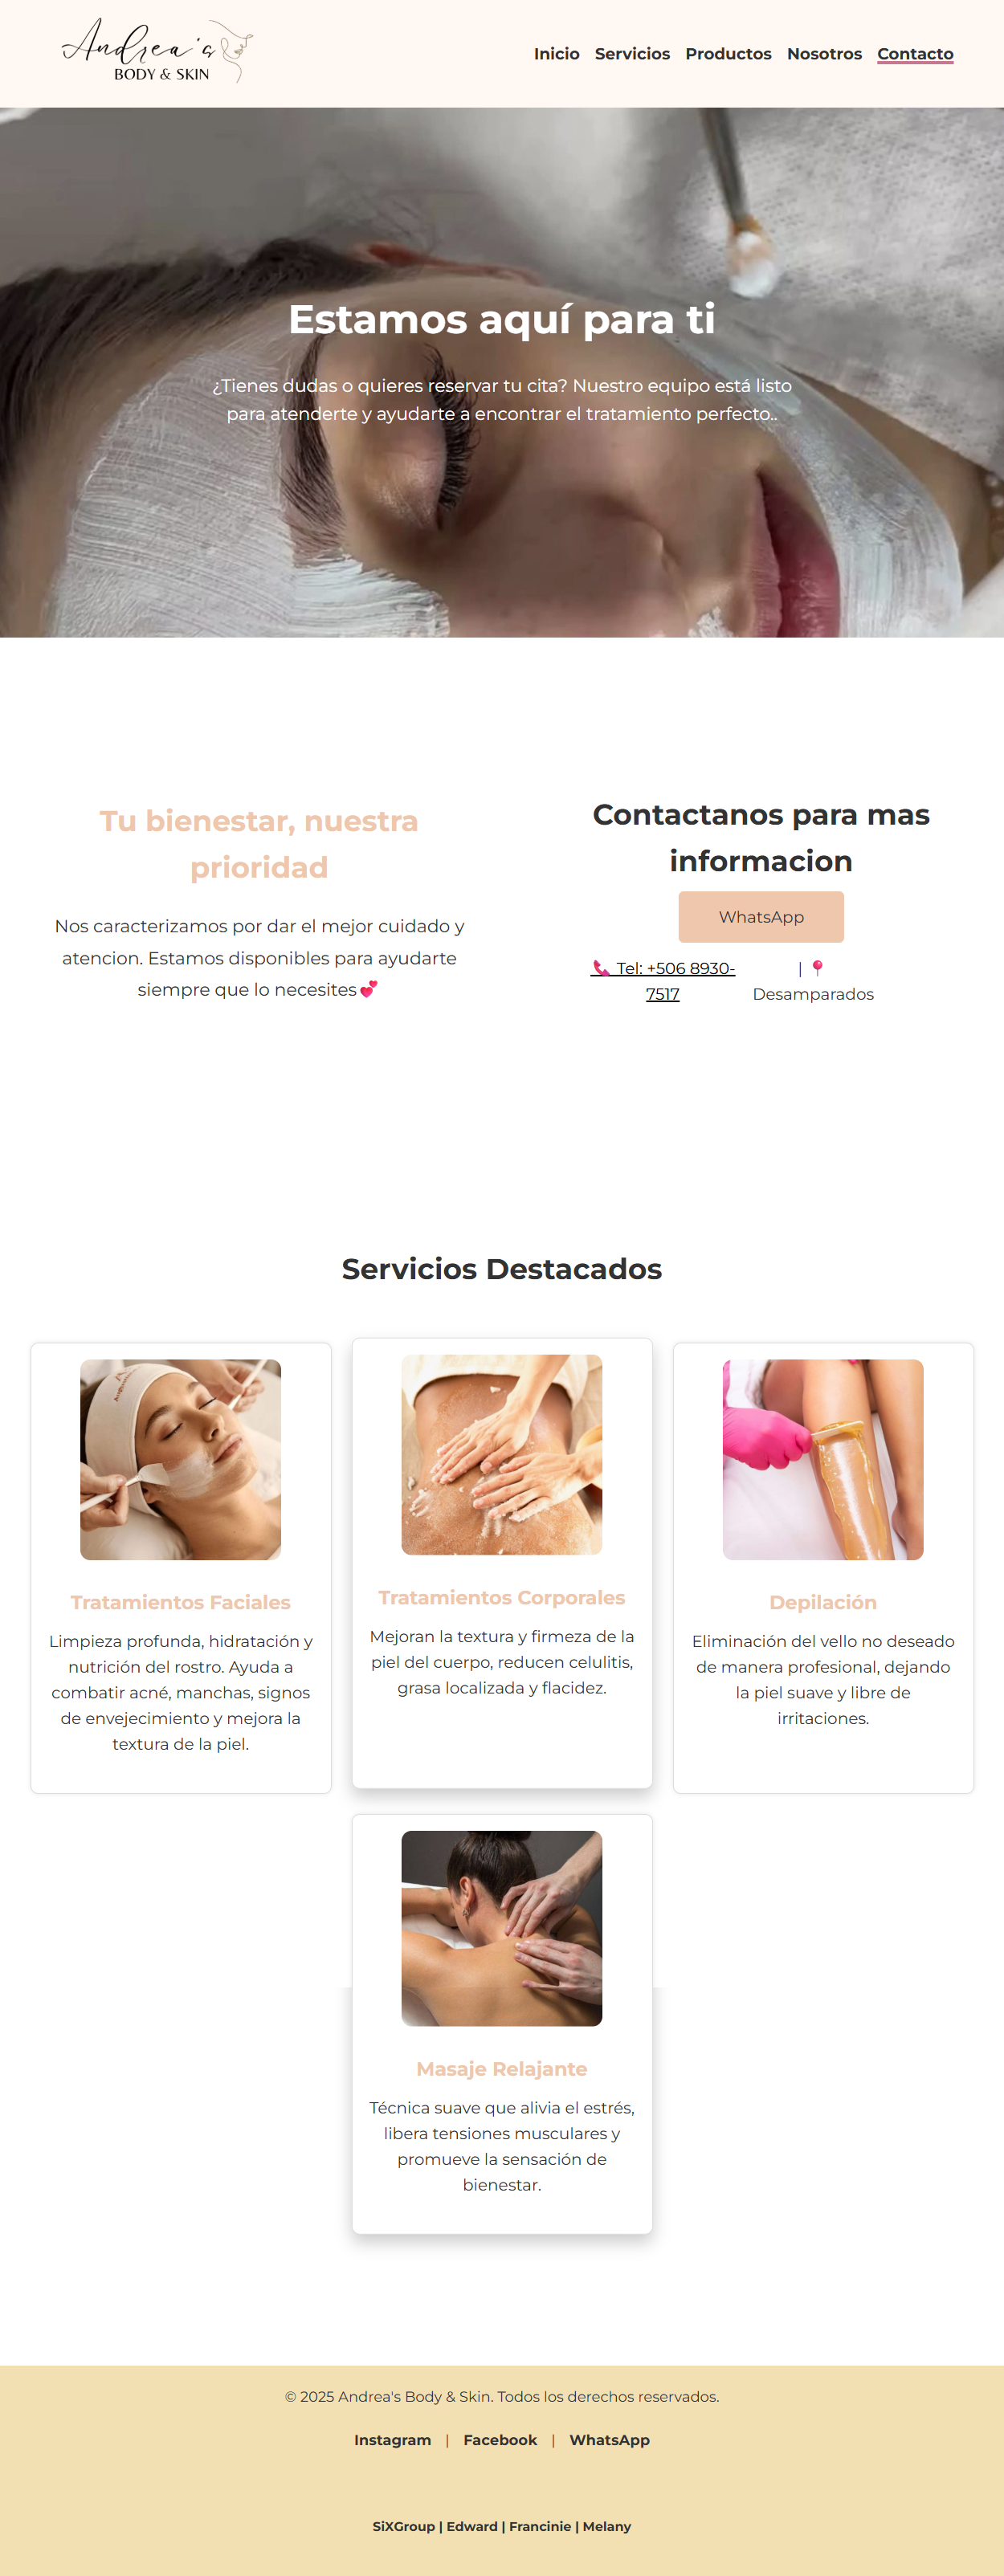 Andrea's
BODY & SKIN
Inicio Servicios Productos Nosotros Contacto
Estamos aquí para ti
¿Tienes dudas o quieres reservar tu cita? Nuestro equipo está listo
para atenderte y ayudarte a encontrar el tratamiento perfecto..
Tu bienestar, nuestra
prioridad
Nos caracterizamos por dar el mejor cuidado y
atencion. Estamos disponibles para ayudarte
siempre que lo necesites💕
Contactanos para mas
informacion
WhatsApp
📞 Tel: +506 8930-
7517
| 📍
Desamparados
Servicios Destacados
Tratamientos Faciales
Limpieza profunda, hidratación y
nutrición del rostro. Ayuda a
combatir acné, manchas, signos
de envejecimiento y mejora la
textura de la piel.
Tratamientos Corporales
Mejoran la textura y firmeza de la
piel del cuerpo, reducen celulitis,
grasa localizada y flacidez.
Depilación
Eliminación del vello no deseado
de manera profesional, dejando
la piel suave y libre de
irritaciones.
Masaje Relajante
Técnica suave que alivia el estrés,
libera tensiones musculares y
promueve la sensación de
bienestar.
© 2025 Andrea's Body & Skin. Todos los derechos reservados.
Instagram | Facebook | WhatsApp
SiXGroup | Edward | Francinie | Melany